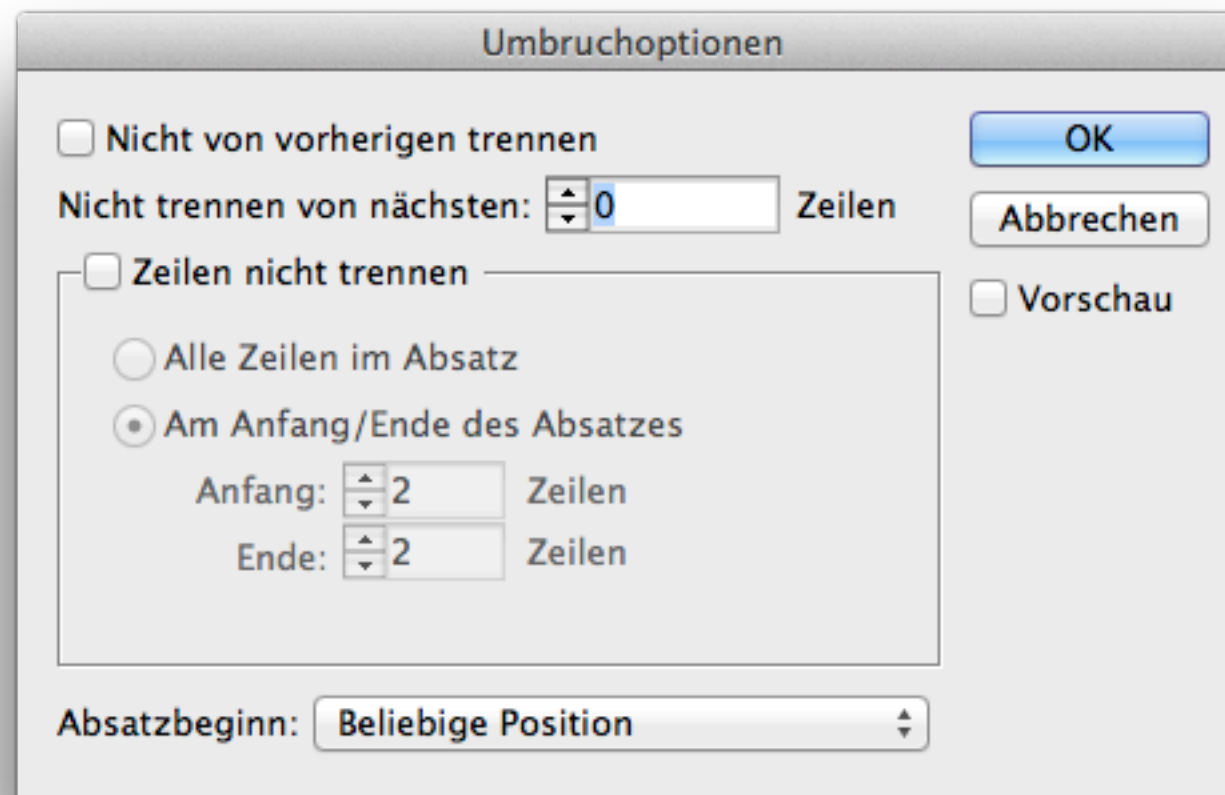 Umbruchoptionen
Nicht von vorherigen trennen
Nicht trennen von nächsten: 0 Zeilen
Zeilen nicht trennen
Alle Zeilen im Absatz
Am Anfang/Ende des Absatzes
Anfang: 2 Zeilen
Ende: 2 Zeilen
Absatzbeginn: Beliebige Position
OK
Abbrechen
Vorschau